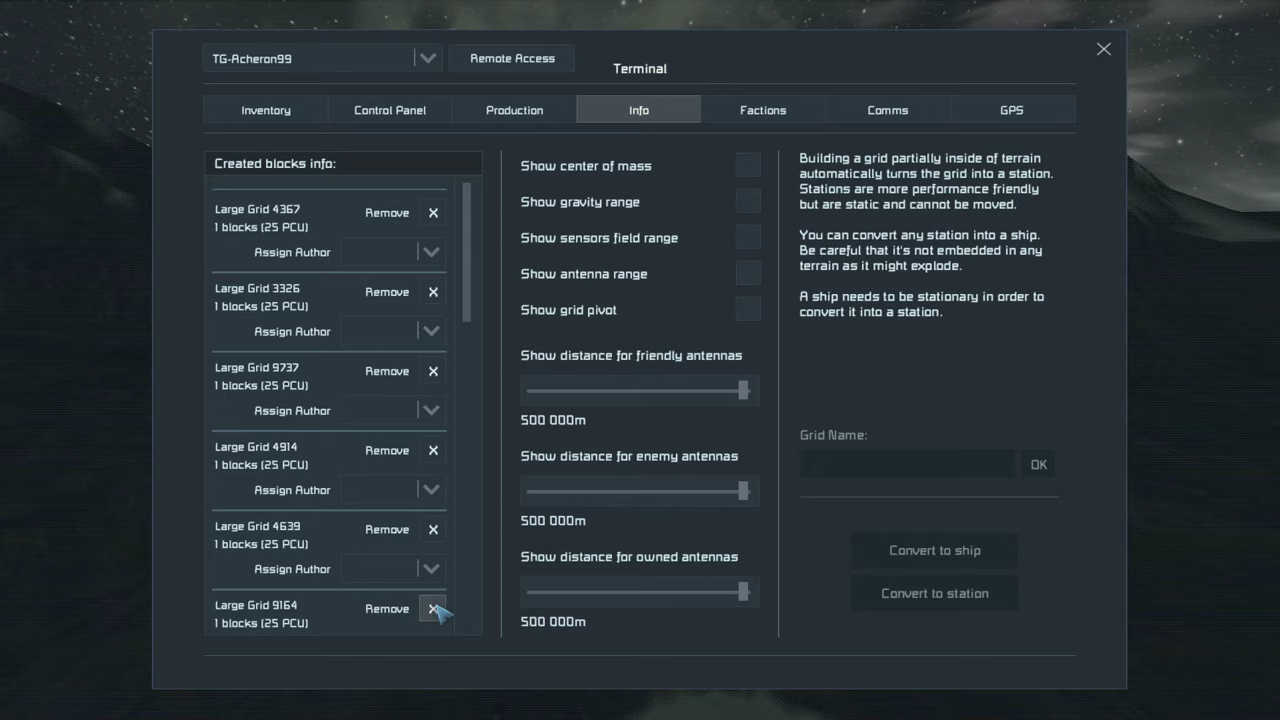 TG-Acheron99
Remote Access
Terminal
Inventory
Control Panel
Production
Info
Factions
Comms
GPS
Created blocks info:
Large Grid 4367
1 blocks (25 PCU)
Remove
Assign Author
Large Grid 3326
1 blocks (25 PCU)
Remove
Assign Author
Large Grid 9737
1 blocks (25 PCU)
Remove
Assign Author
Large Grid 4914
1 blocks (25 PCU)
Remove
Assign Author
Large Grid 4639
1 blocks (25 PCU)
Remove
Assign Author
Large Grid 9164
1 blocks (25 PCU)
Remove
Show center of mass
Show gravity range
Show sensors field range
Show antenna range
Show grid pivot
Show distance for friendly antennas
500 000m
Show distance for enemy antennas
500 000m
Show distance for owned antennas
500 000m
Building a grid partially inside of terrain
automatically turns the grid into a station.
Stations are more performance friendly
but are static and cannot be moved.
You can convert any station into a ship.
Be careful that it's not embedded in any
terrain as it might explode.
A ship needs to be stationary in order to
convert it into a station.
Grid Name:
OK
Convert to ship
Convert to station